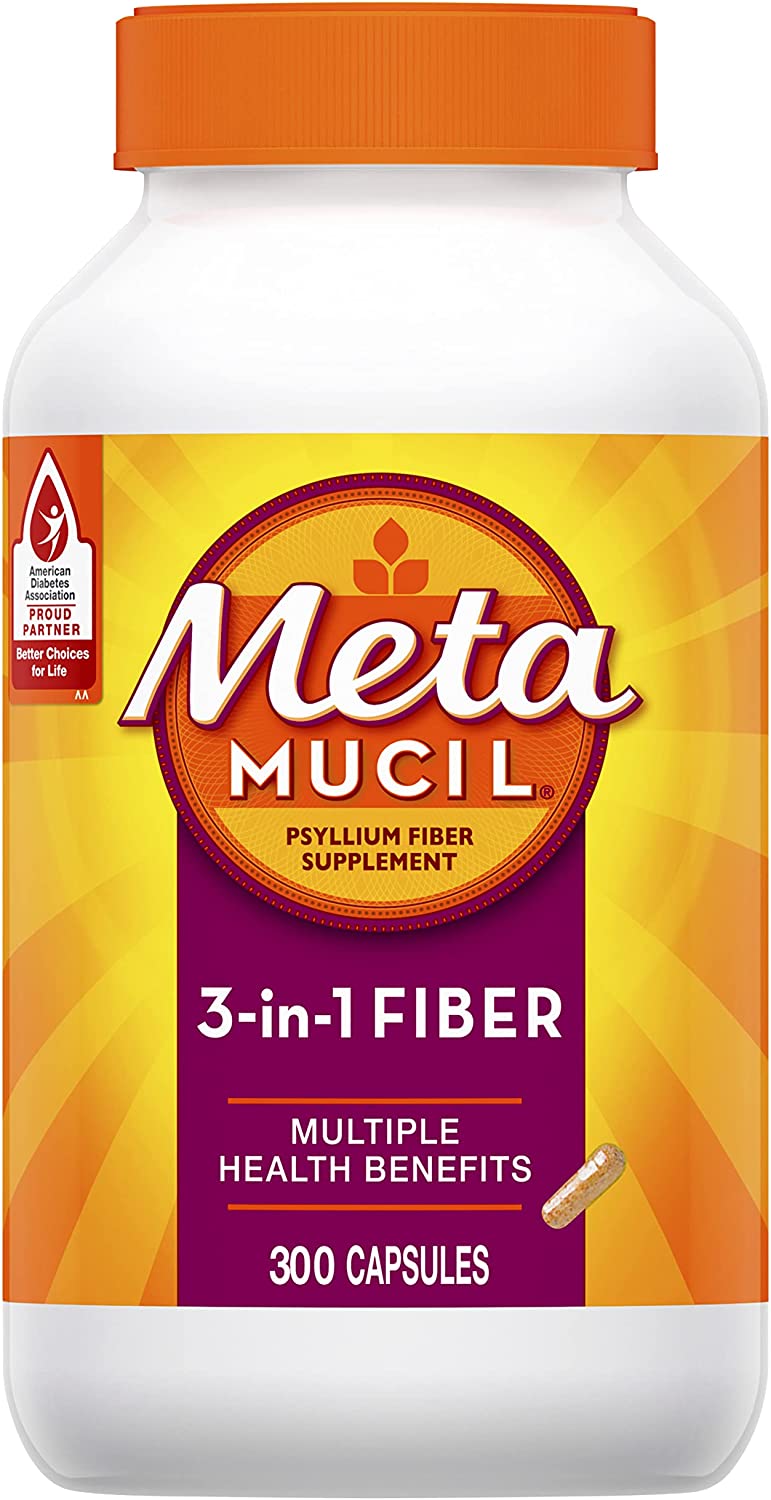 American
Diabetes
Association
PROUD
PARTNER
Better Choices
for Life
ᴧᴧ
Meta
MUCIL®
PSYLLIUM FIBER
SUPPLEMENT
3-in-1 FIBER
MULTIPLE
HEALTH BENEFITS
300 CAPSULES